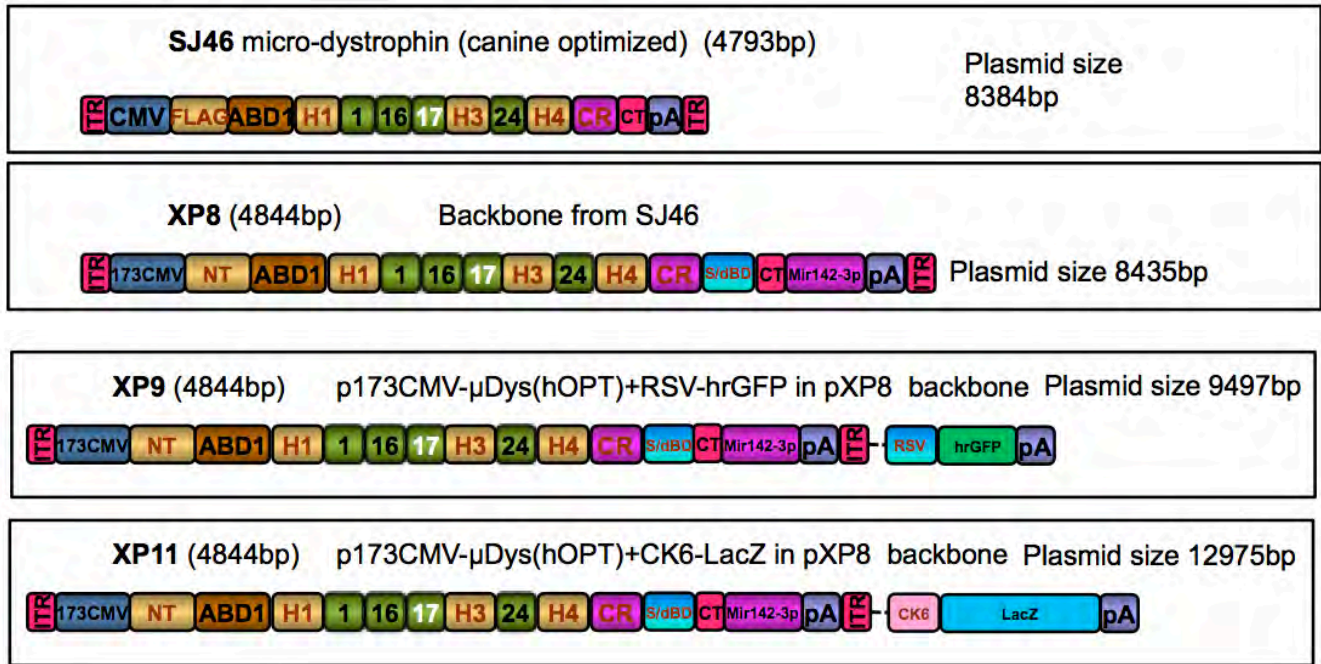 SJ46 micro-dystrophin (canine optimized) (4793bp)
Plasmid size
8384bp
ITR CMV FLAG ABD1 H1 1 16 17 H3 24 H4 CR CT pA ITR
XP8 (4844bp) Backbone from SJ46
ITR 173CMV NT ABD1 H1 1 16 17 H3 24 H4 CR S/dBD CT Mir142-3p pA ITR Plasmid size 8435bp
XP9 (4844bp) p173CMV-µDys(hOPT)+RSV-hrGFP in pXP8 backbone Plasmid size 9497bp
ITR 173CMV NT ABD1 H1 1 16 17 H3 24 H4 CR S/dBD CT Mir142-3p pA ITR RSV hrGFP pA
XP11 (4844bp) p173CMV-µDys(hOPT)+CK6-LacZ in pXP8 backbone Plasmid size 12975bp
ITR 173CMV NT ABD1 H1 1 16 17 H3 24 H4 CR S/dBD CT Mir142-3p pA ITR CK6 LacZ pA